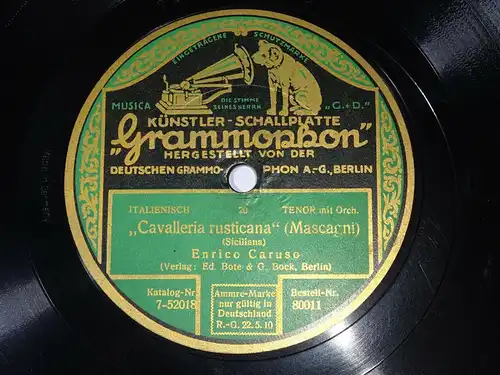 EINGETRAGENE SCHUTZMARKE
DIE STIMME
SEINES HERRN
MUSICA „G.+D."
KÜNSTLER-SCHALLPLATTE
„Grammophon"
HERGESTELLT VON DER
DEUTSCHEN GRAMMO- PHON A.-G., BERLIN
ITALIENISCH 20 TENOR mit Orch.
„Cavalleria rusticana" (Mascagni)
(Siciliana)
Enrico Caruso
(Verlag: Ed. Bote & G. Bock, Berlin)
Katalog-Nr. Ammre-Marke Bestell-Nr.
7-52018 nur gültig in 80011
Deutschland
R.-G. 22.5.10